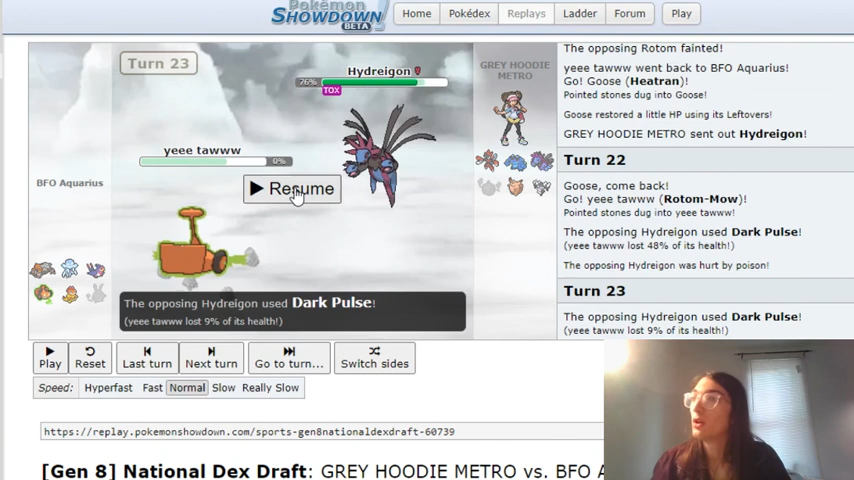 Pokémon
SHOWDOWN
BETA
Home
Pokédex
Replays
Ladder
Forum
Play
Turn 23
Hydreigon
76%
TOX
GREY HOODIE
METRO
yeee tawww
0%
Resume
BFO Aquarius
The opposing Hydreigon used Dark Pulse!
(yeee tawww lost 9% of its health!)
The opposing Rotom fainted!
yeee tawww went back to BFO Aquarius!
Go! Goose (Heatran)!
Pointed stones dug into Goose!
Goose restored a little HP using its Leftovers!
GREY HOODIE METRO sent out Hydreigon!
Turn 22
Goose, come back!
Go! yeee tawww (Rotom-Mow)!
Pointed stones dug into yeee tawww!
The opposing Hydreigon used Dark Pulse!
(yeee tawww lost 48% of its health!)
The opposing Hydreigon was hurt by poison!
Turn 23
The opposing Hydreigon used Dark Pulse!
(yeee tawww lost 9% of its health!)
Play
Reset
Last turn
Next turn
Go to turn...
Switch sides
Speed:
Hyperfast
Fast
Normal
Slow
Really Slow
https://replay.pokemonshowdown.com/sports-gen8nationaldexdraft-60739
[Gen 8] National Dex Draft: GREY HOODIE METRO vs. BFO